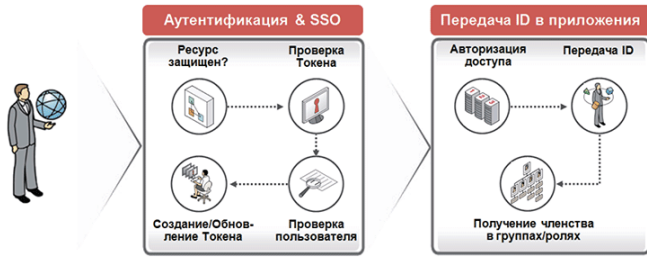 Аутентификация & SSO
Ресурс
защищен?
Проверка
Токена
Создание/Обнов-
ление Токена
Проверка
пользователя
Передача ID в приложения
Авторизация
доступа
Передача ID
Получение членства
в группах/ролях